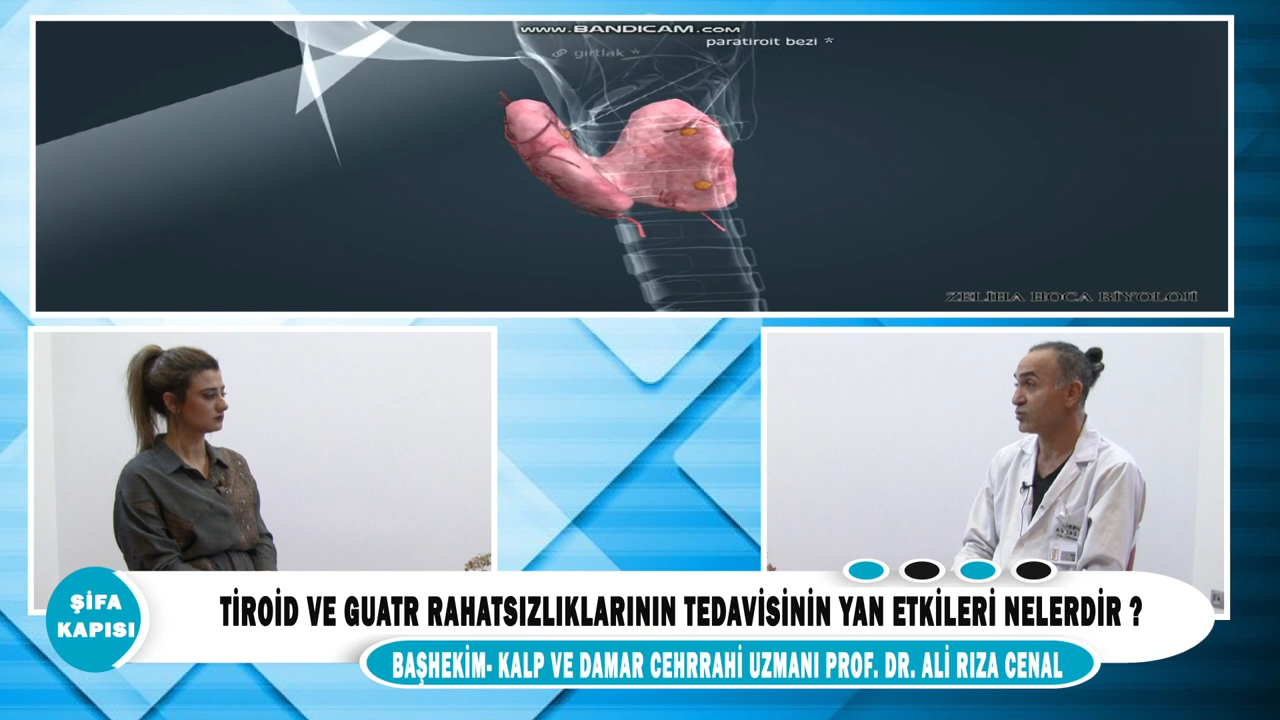 www.BANDICAM.com
paratiroit bezi *
girtlak *
ZELİHA HOCA BİYOLOJİ
ŞİFA
KAPISI
TİROİD VE GUATR RAHATSIZLIKLARININ TEDAVİSİNİN YAN ETKİLERİ NELERDİR ?
BAŞHEKİM- KALP VE DAMAR CEHRRAHİ UZMANI PROF. DR. ALİ RIZA CENAL